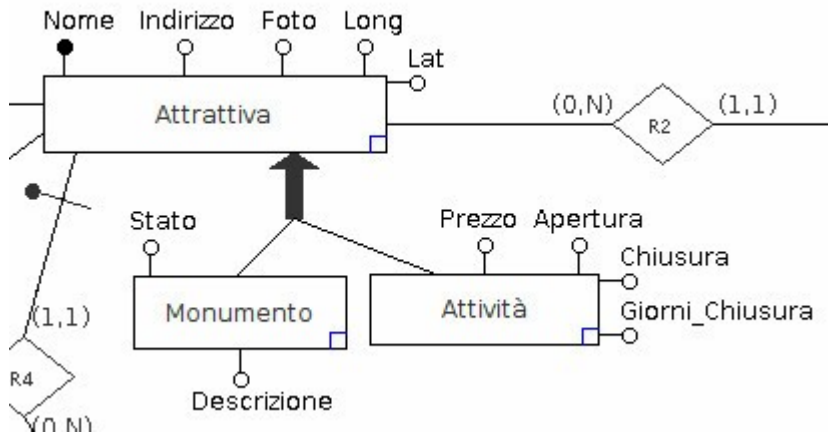 Nome Indirizzo Foto Long
Lat
Attrattiva
(0,N) R2 (1,1)
Stato Prezzo Apertura
Chiusura
Monumento Attività Giorni_Chiusura
(1,1)
R4
Descrizione
(0,N)